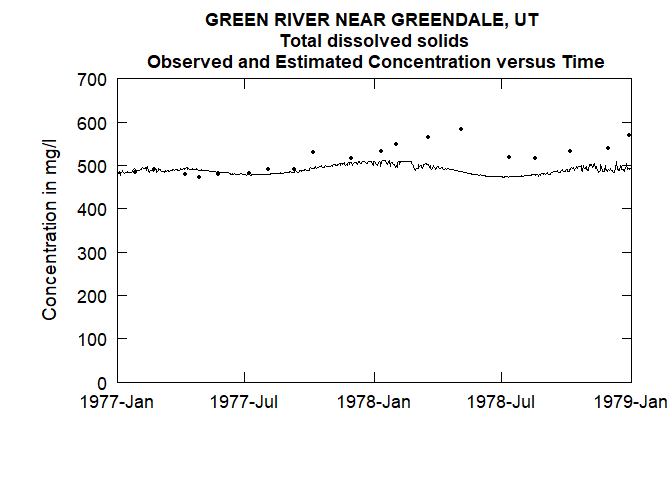 GREEN RIVER NEAR GREENDALE, UT
Total dissolved solids
Observed and Estimated Concentration versus Time
Concentration in mg/l
700
600
500
400
300
200
100
0
1977-Jan
1977-Jul
1978-Jan
1978-Jul
1979-Jan